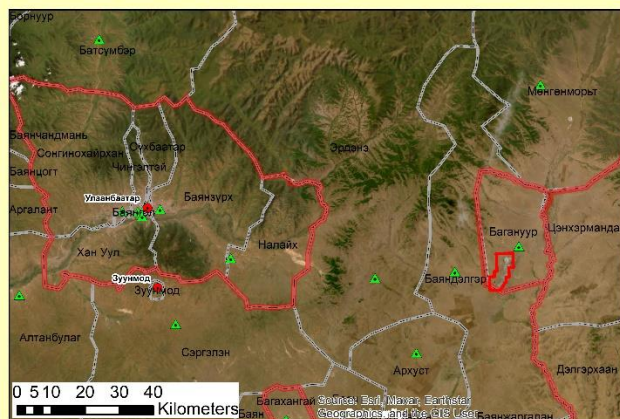 Борнуур
Батсүмбэр
Мөнгөнморьт
Баянчандмань
Сүхбаатар
Сонгинохайрхан
Чингэлтэй
Эрдэнэ
Баянцогт
Улаанбаатар
Баянзүрх
Аргалант
Баянгол
Цэнхэрмандал
Багануур
Хан Уул
Налайх
Баяндэлгэр
Зуунмод
Зуунмод
Алтанбулаг
Сэргэлэн
Архуст
Дэлгэрхаан
0 5 10 20 30 40
Kilometers
Багахангай
Баян
Баянжаргалан
Source: Esri, Maxar, Earthstar
Geographics, and the GIS User